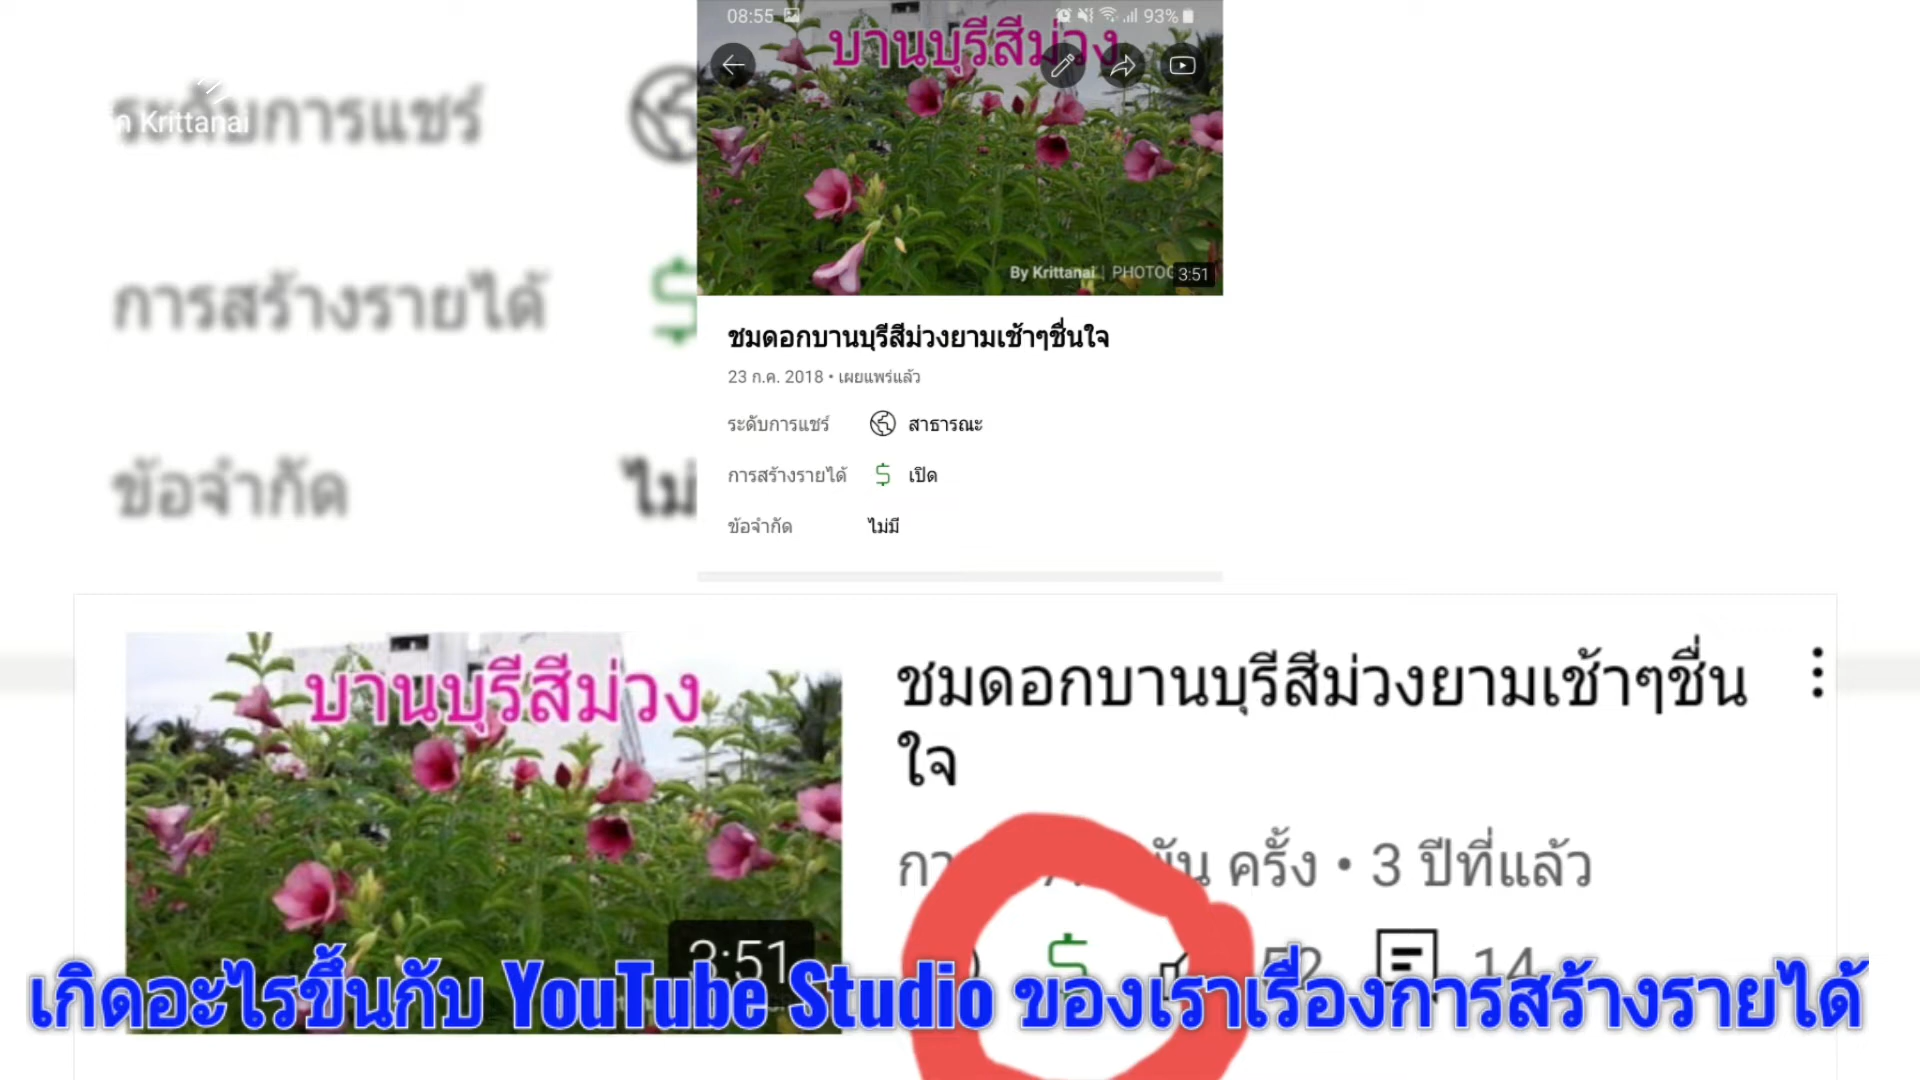 08:55
93%
บานบุรีสีม่วง
By Krittanai | PHOTOG
3:51
ระดับการแชร์
Krittanai
การสร้างรายได้
ข้อจำกัด
ไม่
ชมดอกบานบุรีสีม่วงยามเช้าๆชื่นใจ
23 ก.ค. 2018 • เผยแพร่แล้ว
ระดับการแชร์ สาธารณะ
การสร้างรายได้ $ เปิด
ข้อจำกัด ไม่มี
บานบุรีสีม่วง
3:51
ชมดอกบานบุรีสีม่วงยามเช้าๆชื่น
ใจ
ครั้ง • 3 ปีที่แล้ว
$ 52 14
เกิดอะไรขึ้นกับ YouTube Studio ของเราเรื่องการสร้างรายได้